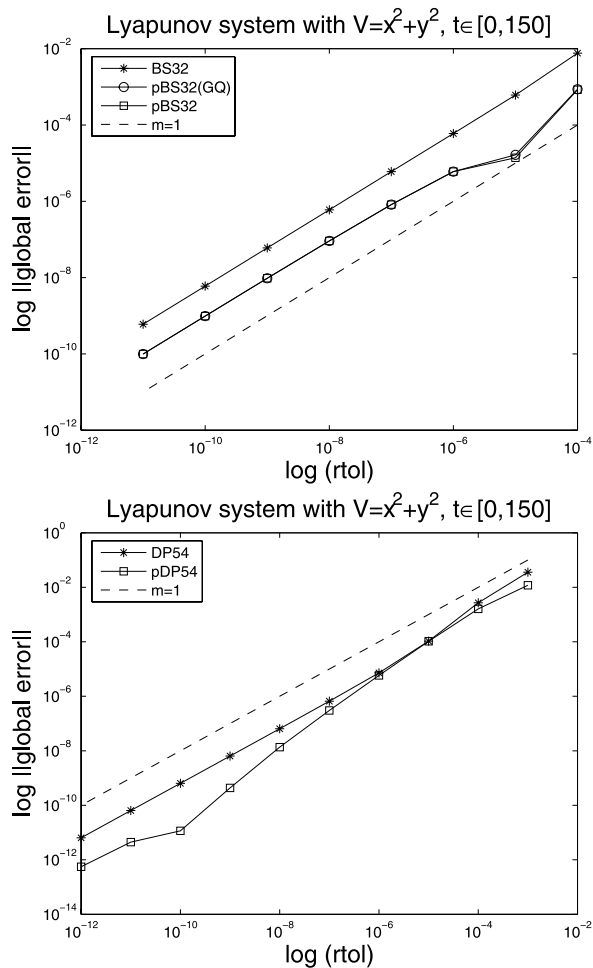 Lyapunov system with V=x²+y², t∈[0,150]
10⁻²
BS32
pBS32(GQ)
pBS32
m=1
10⁻⁴
10⁻⁶
10⁻⁸
10⁻¹⁰
10⁻¹²
log ||global error||
10⁻¹² 10⁻¹⁰ 10⁻⁸ 10⁻⁶ 10⁻⁴
log (rtol)
Lyapunov system with V=x²+y², t∈[0,150]
10⁰
DP54
pDP54
m=1
10⁻²
10⁻⁴
10⁻⁶
10⁻⁸
10⁻¹⁰
10⁻¹²
10⁻¹⁴
log ||global error||
10⁻¹² 10⁻¹⁰ 10⁻⁸ 10⁻⁶ 10⁻⁴ 10⁻²
log (rtol)